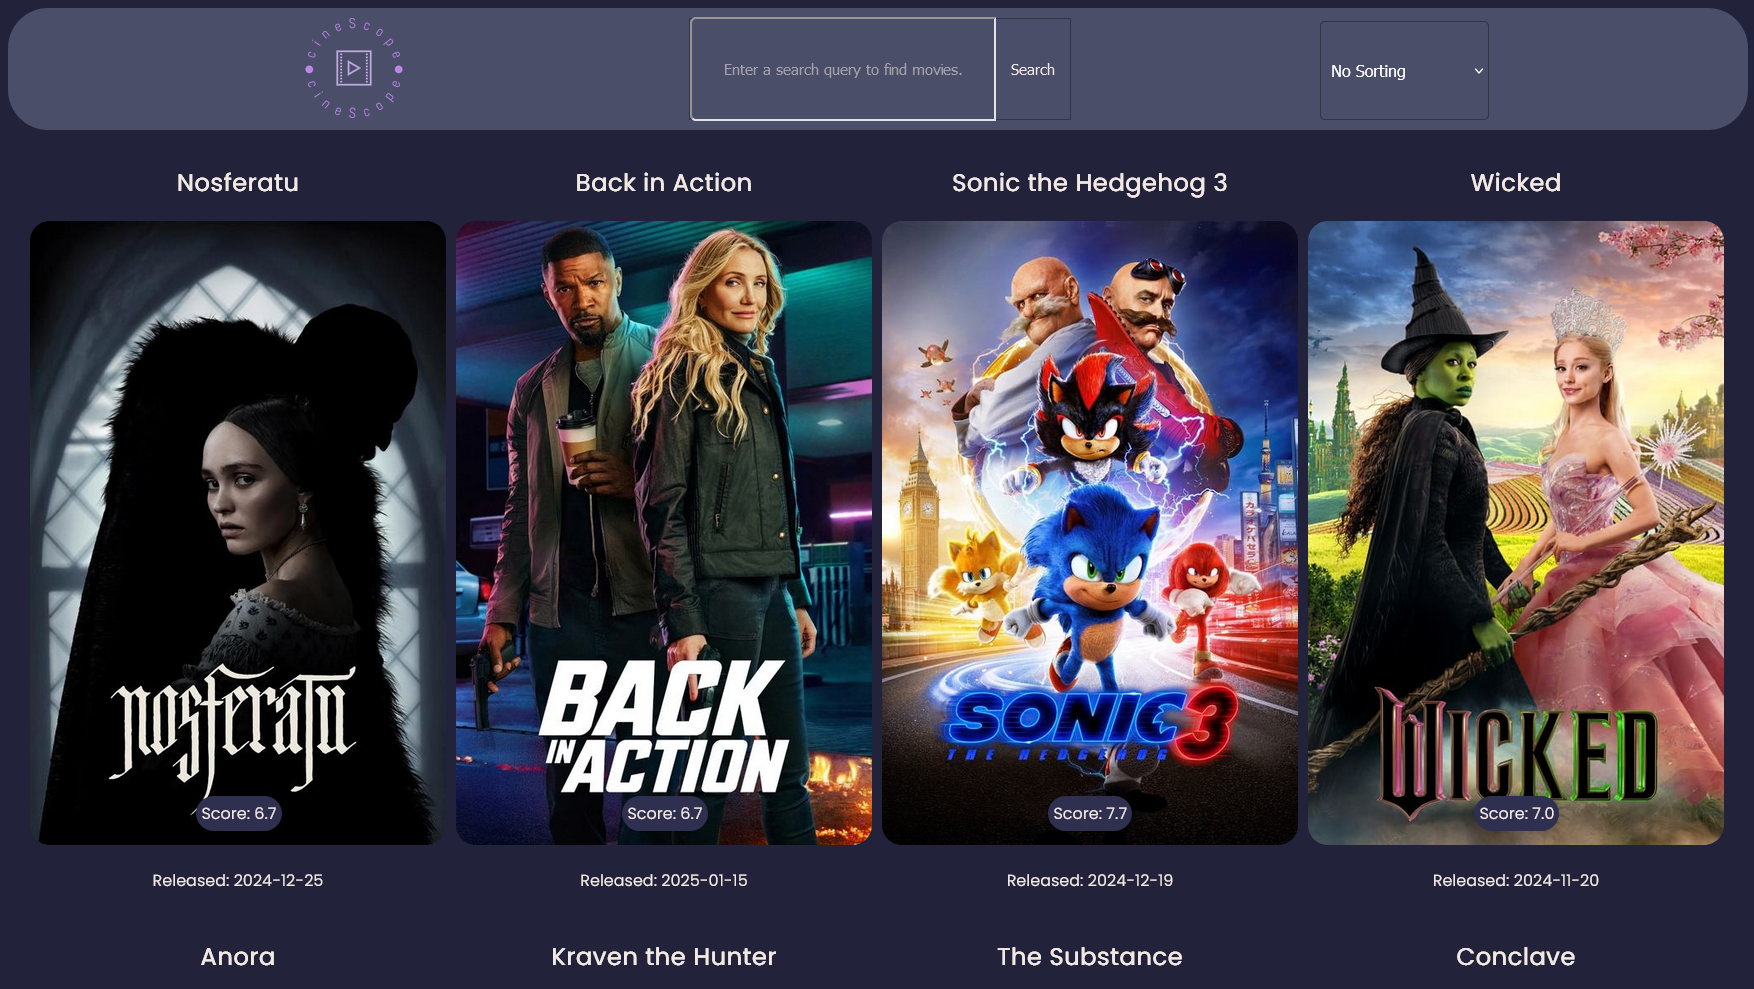 cineScope
cineScope
Enter a search query to find movies.
Search
No Sorting
Nosferatu
Back in Action
Sonic the Hedgehog 3
Wicked
nosferatu
BACK
IN ACTION
SONIC 3
THE HEDGEHOG
WICKED
Score: 6.7
Score: 6.7
Score: 7.7
Score: 7.0
Released: 2024-12-25
Released: 2025-01-15
Released: 2024-12-19
Released: 2024-11-20
Anora
Kraven the Hunter
The Substance
Conclave